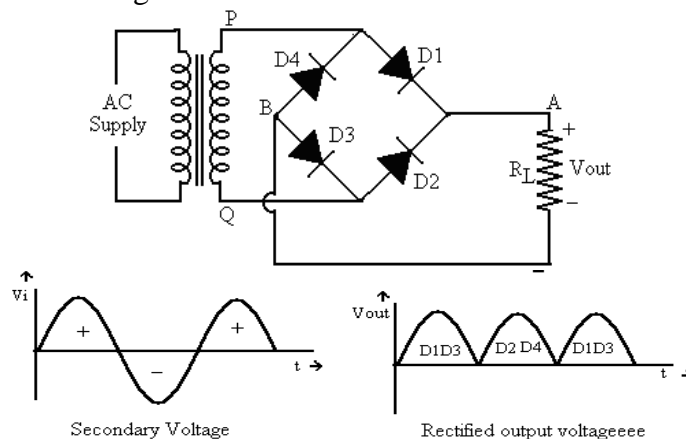 P
D4
D1
AC
Supply
B
A
D3
+
D2
RL
Vout
−
Q
−
Vi
+
+
−
t
Secondary Voltage
Vout
D1D3
D2 D4
D1D3
t
Rectified output voltageeee